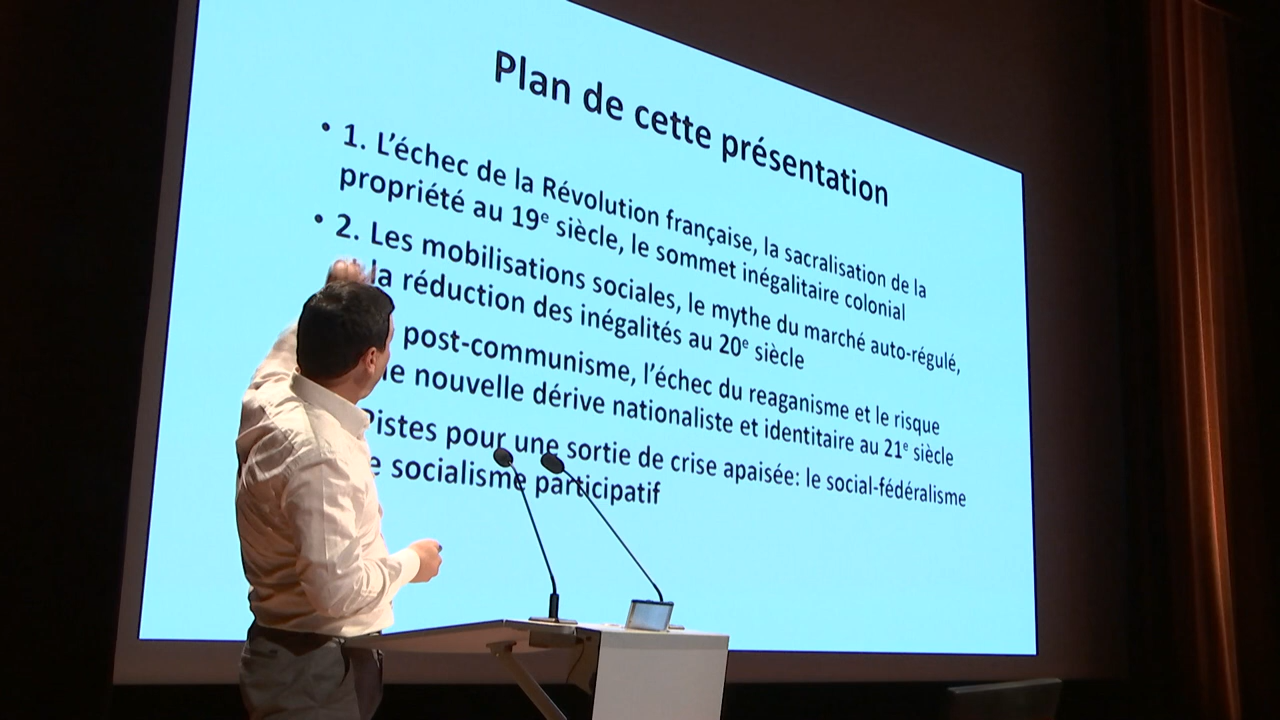 Plan de cette présentation
• 1. L'échec de la Révolution française, la sacralisation de la
propriété au 19e siècle, le sommet inégalitaire colonial
• 2. Les mobilisations sociales, le mythe du marché auto-régulé,
la réduction des inégalités au 20e siècle
post-communisme, l'échec du reaganisme et le risque
nouvelle dérive nationaliste et identitaire au 21e siècle
Pistes pour une sortie de crise apaisée: le social-fédéralisme
socialisme participatif